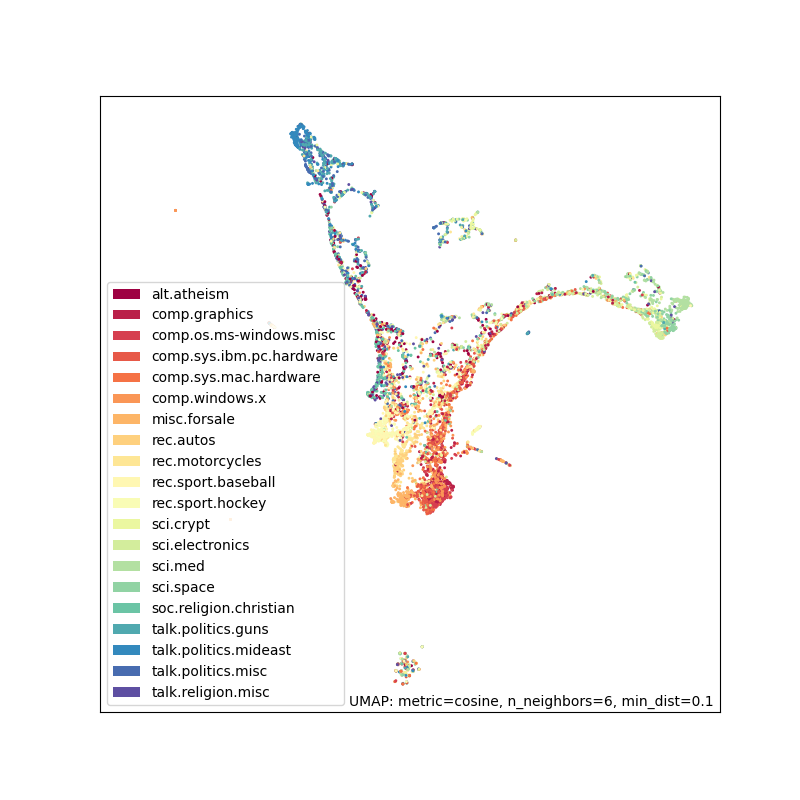 alt.atheism
comp.graphics
comp.os.ms-windows.misc
comp.sys.ibm.pc.hardware
comp.sys.mac.hardware
comp.windows.x
misc.forsale
rec.autos
rec.motorcycles
rec.sport.baseball
rec.sport.hockey
sci.crypt
sci.electronics
sci.med
sci.space
soc.religion.christian
talk.politics.guns
talk.politics.mideast
talk.politics.misc
talk.religion.misc
UMAP: metric=cosine, n_neighbors=6, min_dist=0.1